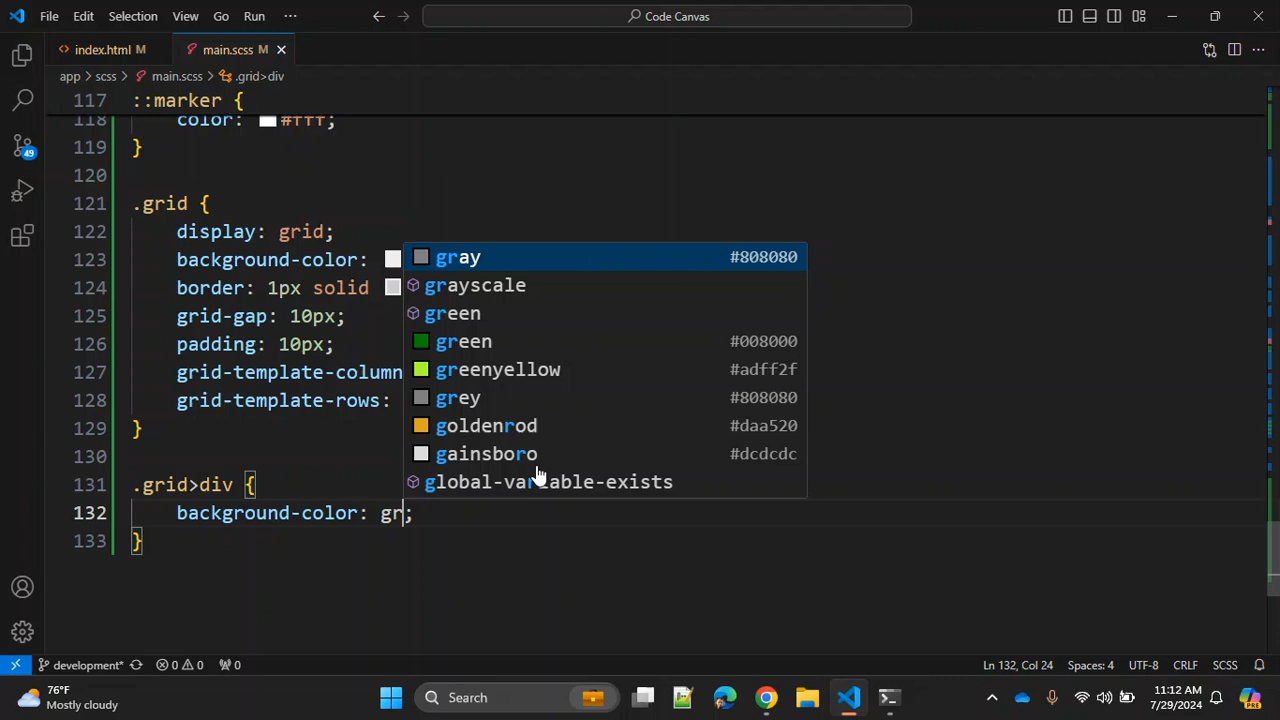 File Edit Selection View Go Run ··· Code Canvas
index.html M main.scss M
app > scss > main.scss > .grid>div
117 ::marker {
118 color: #fff;
119 }
120
121 .grid {
122 display: grid;
123 background-color:
124 border: 1px solid
125 grid-gap: 10px;
126 padding: 10px;
127 grid-template-column
128 grid-template-rows:
129 }
130
131 .grid>div {
132 background-color: gr;
133 }
gray #808080
grayscale
green
green #008000
greenyellow #adff2f
grey #808080
goldenrod #daa520
gainsboro #dcdcdc
global-variable-exists
49
development* 0 0 0 Ln 132, Col 24 Spaces: 4 UTF-8 CRLF SCSS
76°F
Mostly cloudy
Search
11:12 AM
7/29/2024
PRE